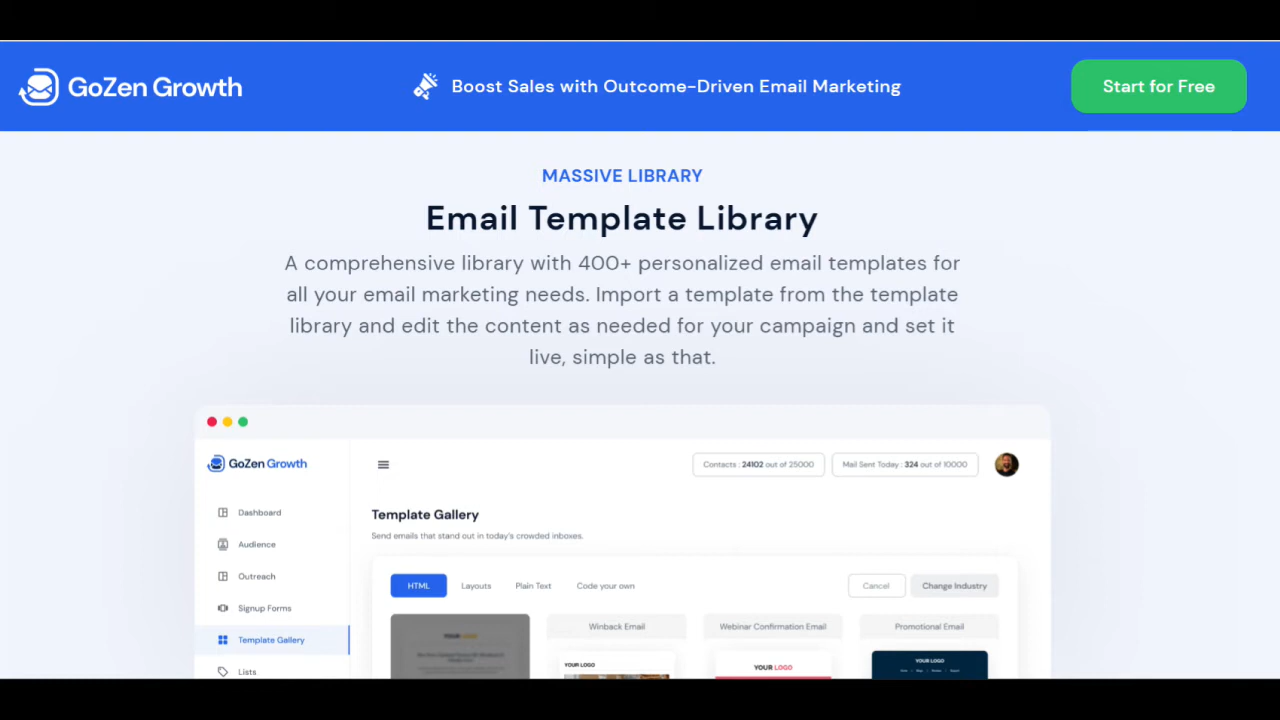 GoZen Growth
Boost Sales with Outcome-Driven Email Marketing
Start for Free
MASSIVE LIBRARY
Email Template Library
A comprehensive library with 400+ personalized email templates for
all your email marketing needs. Import a template from the template
library and edit the content as needed for your campaign and set it
live, simple as that.
GoZen Growth
Contacts : 24102 out of 25000
Mail Sent Today : 324 out of 10000
Dashboard
Audience
Outreach
Signup Forms
Template Gallery
Lists
Template Gallery
Send emails that stand out in today's crowded inboxes.
HTML
Layouts
Plain Text
Code your own
Cancel
Change Industry
Winback Email
Webinar Confirmation Email
Promotional Email
YOUR LOGO
YOUR LOGO
YOUR LOGO
YOUR LOGO